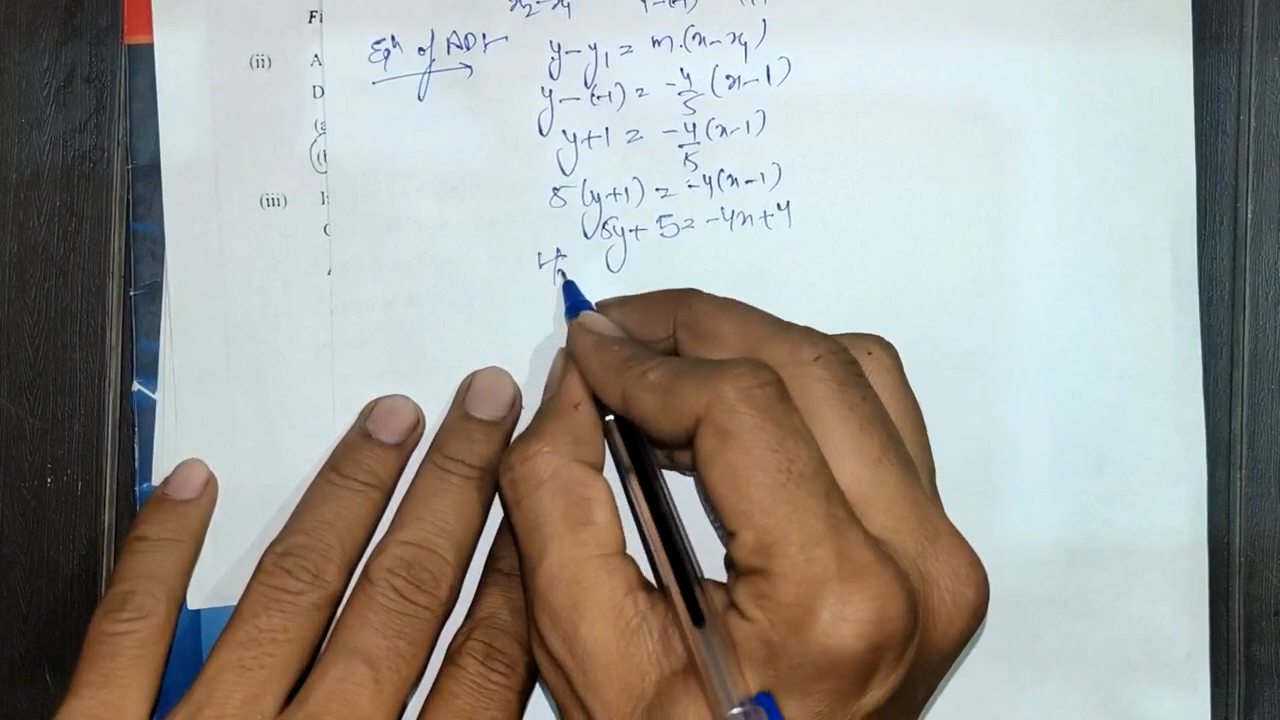 Fi
Eqn of AD :- y-y₁ = m.(x-x₁)
(ii) A
y-(-1) = -4/5 (x-1)
D
y+1 = -4/5 (x-1)
5(y+1) = -4(x-1)
(iii) I
5y+5 = -4x+4